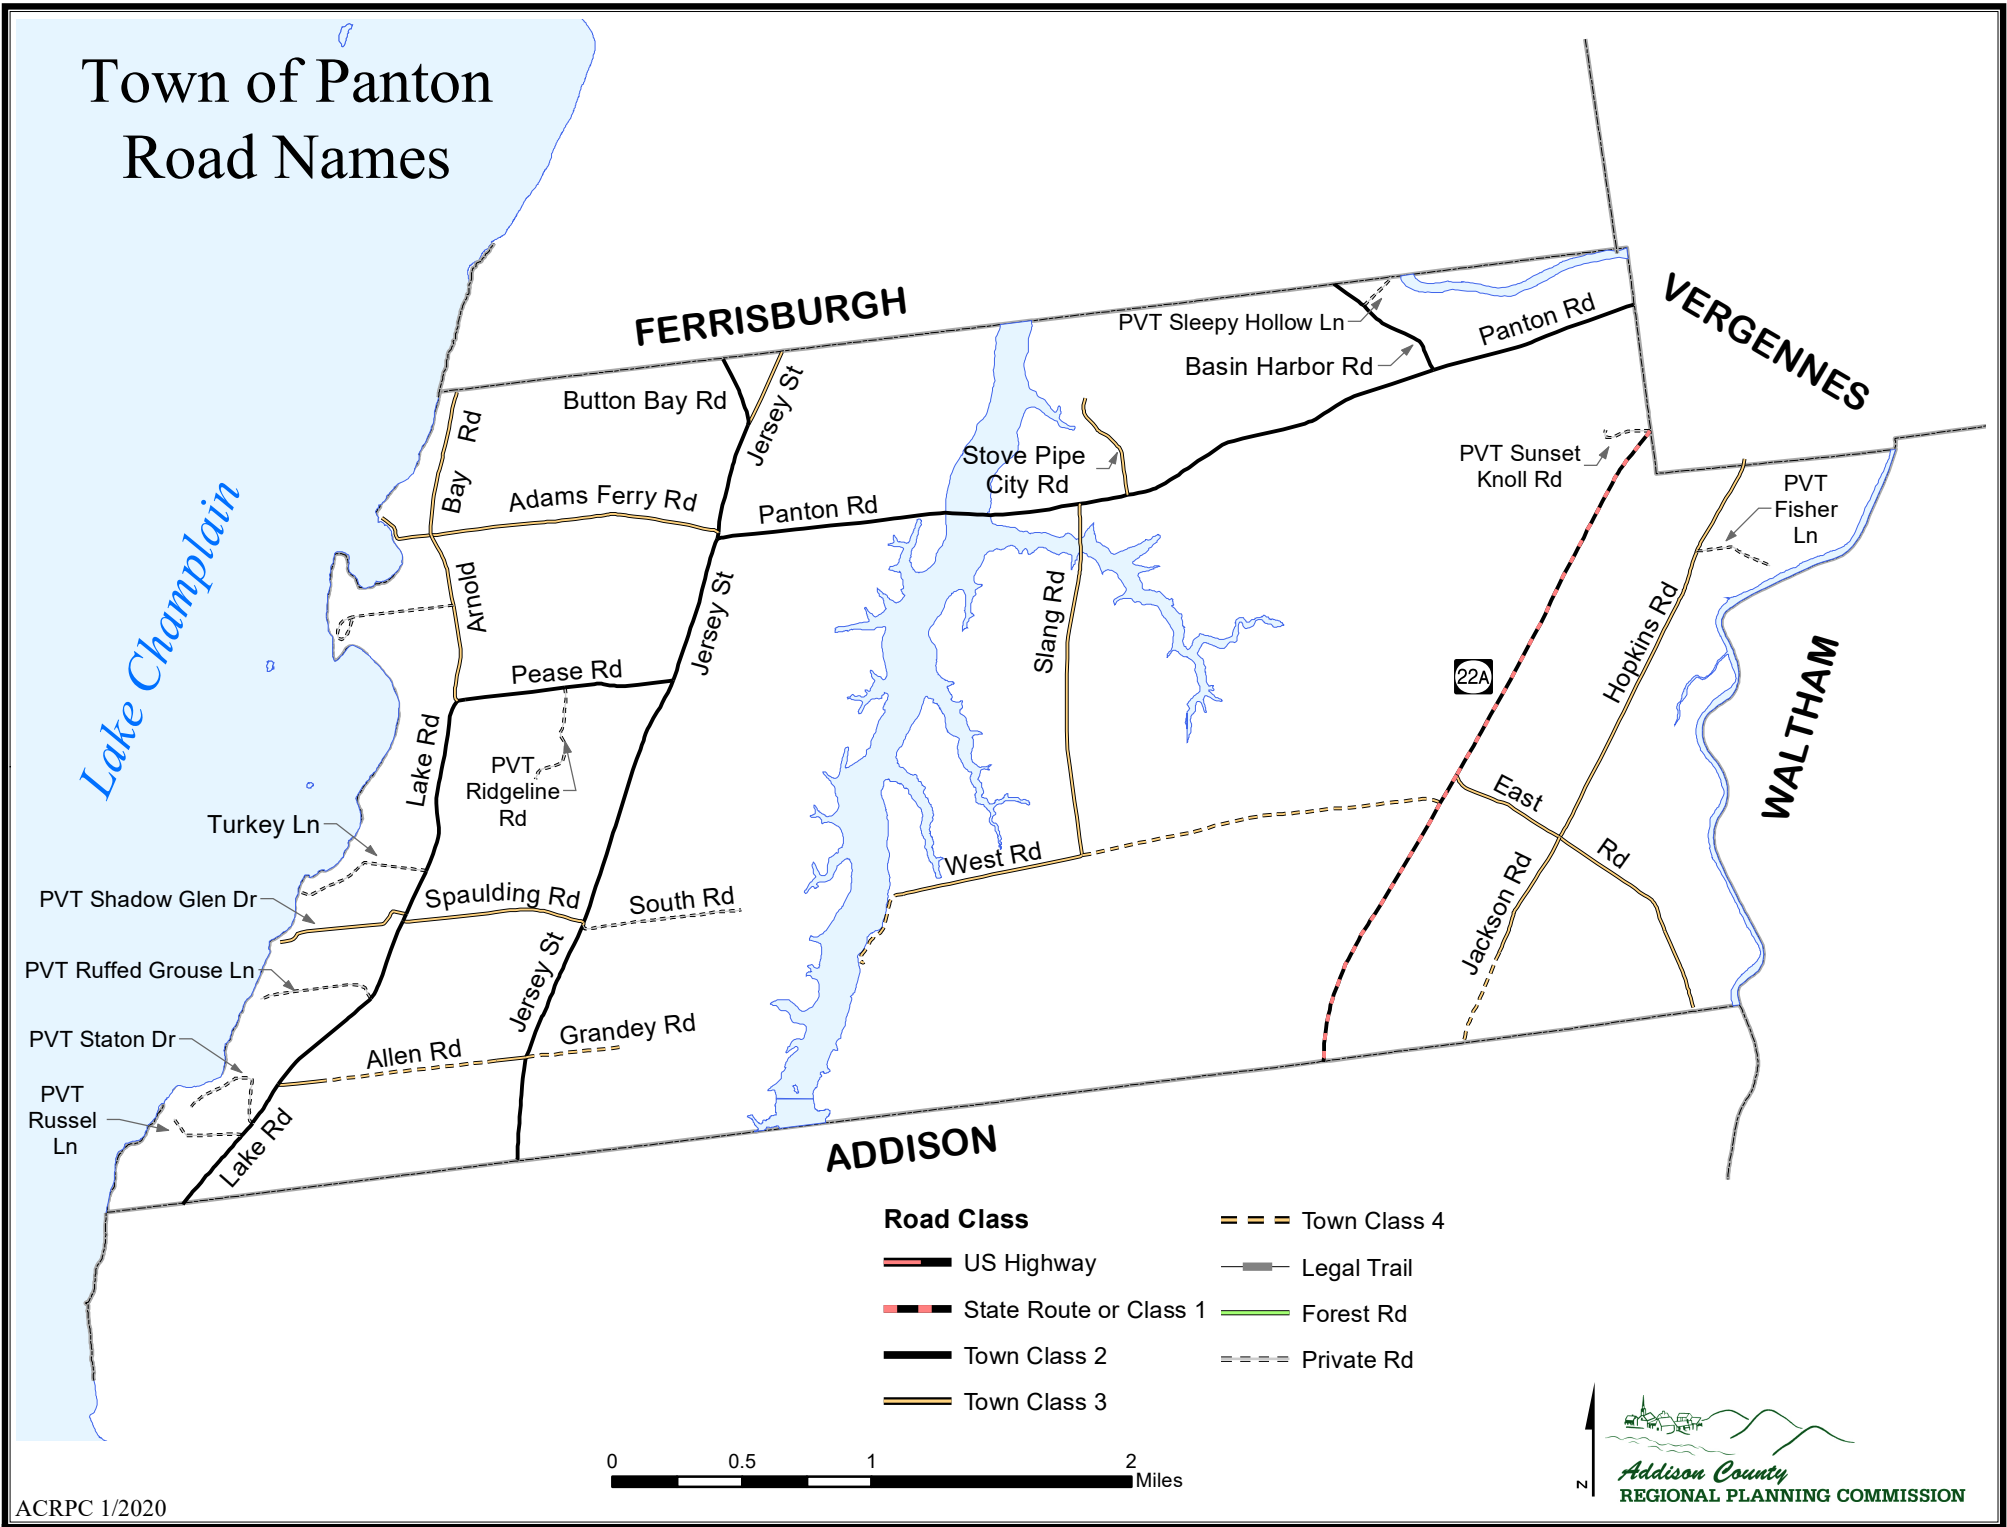 Town of Panton
Road Names
FERRISBURGH
VERGENNES
WALTHAM
ADDISON
Lake Champlain
PVT Sleepy Hollow Ln
Basin Harbor Rd
Panton Rd
Button Bay Rd
Jersey St
Bay Rd
Adams Ferry Rd
Panton Rd
Stove Pipe
City Rd
PVT Sunset
Knoll Rd
PVT
Fisher
Ln
Arnold
Jersey St
Slang Rd
Hopkins Rd
Pease Rd
22A
Lake Rd
PVT
Ridgeline
Rd
East
Rd
Turkey Ln
West Rd
Jackson Rd
PVT Shadow Glen Dr
Spaulding Rd
South Rd
PVT Ruffed Grouse Ln
Jersey St
PVT Staton Dr
Allen Rd
Grandey Rd
PVT
Russel
Ln
Lake Rd
Road Class
US Highway
State Route or Class 1
Town Class 2
Town Class 3
Town Class 4
Legal Trail
Forest Rd
Private Rd
0 0.5 1 2
Miles
N
Addison County
REGIONAL PLANNING COMMISSION
ACRPC 1/2020